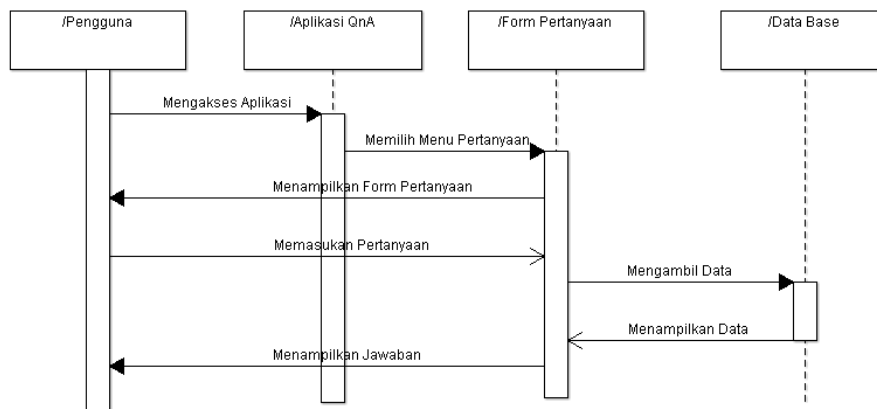 /Pengguna
/Aplikasi QnA
/Form Pertanyaan
/Data Base
Mengakses Aplikasi
Memilih Menu Pertanyaan
Menampilkan Form Pertanyaan
Memasukan Pertanyaan
Mengambil Data
Menampilkan Data
Menampilkan Jawaban